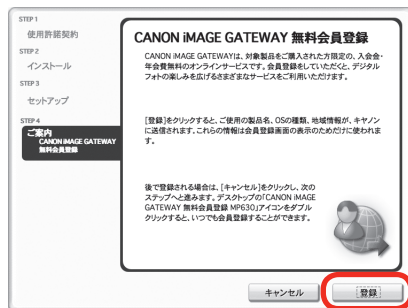 STEP 1
使用許諾契約
STEP 2
インストール
STEP 3
セットアップ
STEP 4
ご案内
CANON iMAGE GATEWAY
無料会員登録
CANON iMAGE GATEWAY 無料会員登録
CANON iMAGE GATEWAYは、対象製品をご購入された方限定の、入会金・
年会費無料のオンラインサービスです。会員登録をしていただくと、デジタル
フォトの楽しみを広げるさまざまなサービスをご利用いただけます。
[登録]をクリックすると、ご使用の製品名、OSの種類、地域情報が、キヤノン
に送信されます。これらの情報は会員登録画面の表示のためだけに使われま
す。
後で登録される場合は、[キャンセル]をクリックし、次の
ステップへと進みます。デスクトップの「CANON iMAGE
GATEWAY 無料会員登録 MP630」アイコンをダブル
クリックすると、いつでも会員登録することができます。
キャンセル
登録